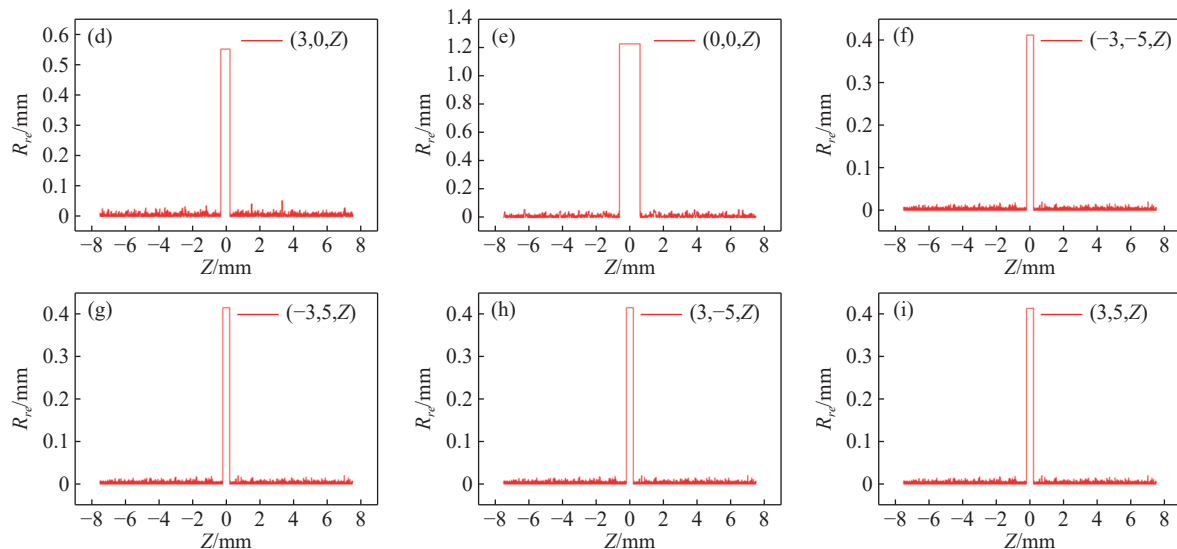 (d)
(3,0,Z)
0.6
0.5
0.4
0.3
0.2
0.1
0
R_re/mm
−8 −6 −4 −2 0 2 4 6 8
Z/mm
(e)
(0,0,Z)
1.4
1.2
1.0
0.8
0.6
0.4
0.2
0
R_re/mm
−8 −6 −4 −2 0 2 4 6 8
Z/mm
(f)
(−3,−5,Z)
0.4
0.3
0.2
0.1
0
R_re/mm
−8 −6 −4 −2 0 2 4 6 8
Z/mm
(g)
(−3,5,Z)
0.4
0.3
0.2
0.1
0
R_re/mm
−8 −6 −4 −2 0 2 4 6 8
Z/mm
(h)
(3,−5,Z)
0.4
0.3
0.2
0.1
0
R_re/mm
−8 −6 −4 −2 0 2 4 6 8
Z/mm
(i)
(3,5,Z)
0.4
0.3
0.2
0.1
0
R_re/mm
−8 −6 −4 −2 0 2 4 6 8
Z/mm